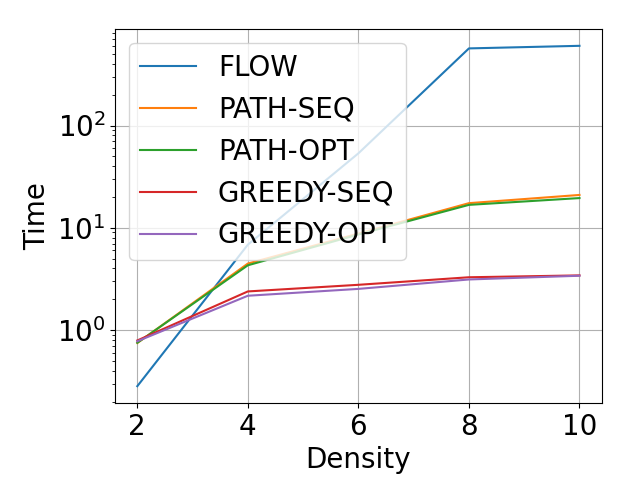 FLOW
PATH-SEQ
PATH-OPT
GREEDY-SEQ
GREEDY-OPT
Time
10²
10¹
10⁰
2 4 6 8 10
Density